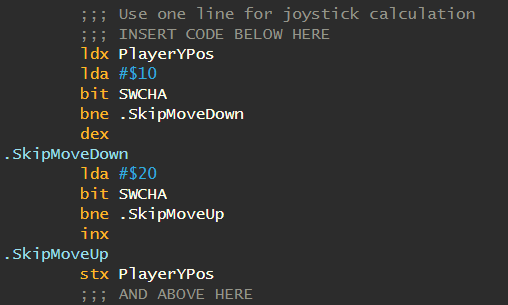 ;;; Use one line for joystick calculation
;;; INSERT CODE BELOW HERE
ldx PlayerYPos
lda #$10
bit SWCHA
bne .SkipMoveDown
dex
.SkipMoveDown
lda #$20
bit SWCHA
bne .SkipMoveUp
inx
.SkipMoveUp
stx PlayerYPos
;;; AND ABOVE HERE